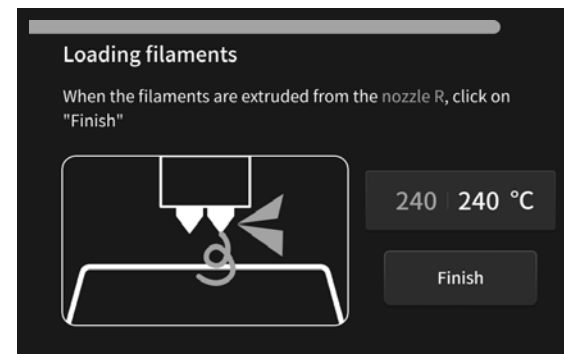 Loading filaments
When the filaments are extruded from the nozzle R, click on
"Finish"
240 240 °C
Finish